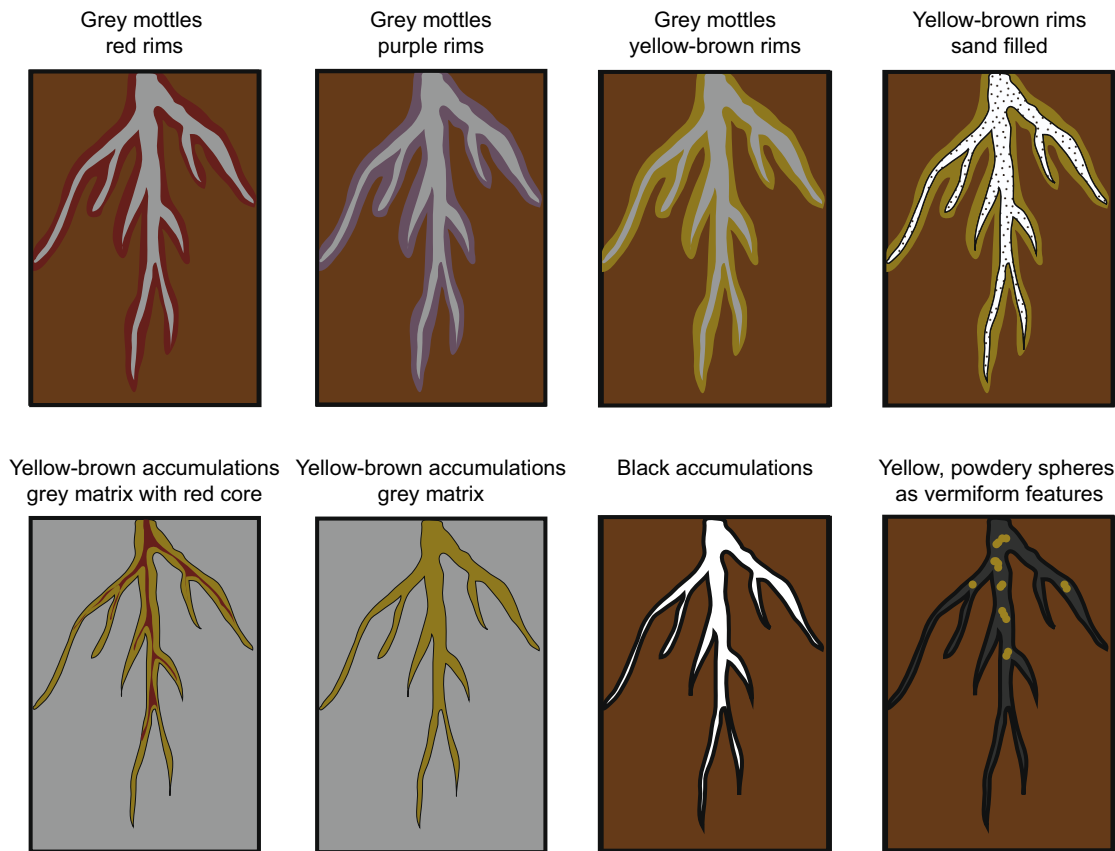 Grey mottles
red rims
Grey mottles
purple rims
Grey mottles
yellow-brown rims
Yellow-brown rims
sand filled
Yellow-brown accumulations
grey matrix with red core
Yellow-brown accumulations
grey matrix
Black accumulations
Yellow, powdery spheres
as vermiform features